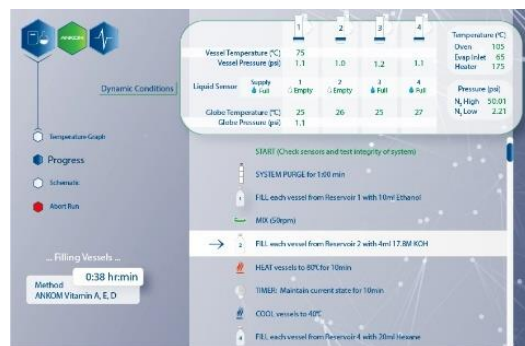 ANKOM
1 2 3 4
Vessel Temperature (°C) 75
Vessel Pressure (psi) 1.1 1.0 1.2 1.1
Liquid Sensor Supply 1 2 3 4
Full Empty Empty Full Full
Globe Temperature (°C) 25 26 25 27
Globe Pressure (psi) 1.1
Temperature (°C)
Oven 105
Evap Inlet 65
Heater 175
Pressure (psi)
N₂ High 50.01
N₂ Low 2.21
Dynamic Conditions
Temperature Graph
Progress
Schematic
Abort Run
... Filling Vessels ...
0:38 hr:min
Method
ANKOM Vitamin A, E, D
START (Check sensors and test integrity of system)
SYSTEM PURGE for 1:00 min
1 FILL each vessel from Reservoir 1 with 10ml Ethanol
MIX (50rpm)
2 FILL each vessel from Reservoir 2 with 4ml 17.8M KOH
HEAT vessels to 80°C for 10min
TIMER: Maintain current state for 10min
COOL vessels to 40°C
4 FILL each vessel from Reservoir 4 with 20ml Hexane